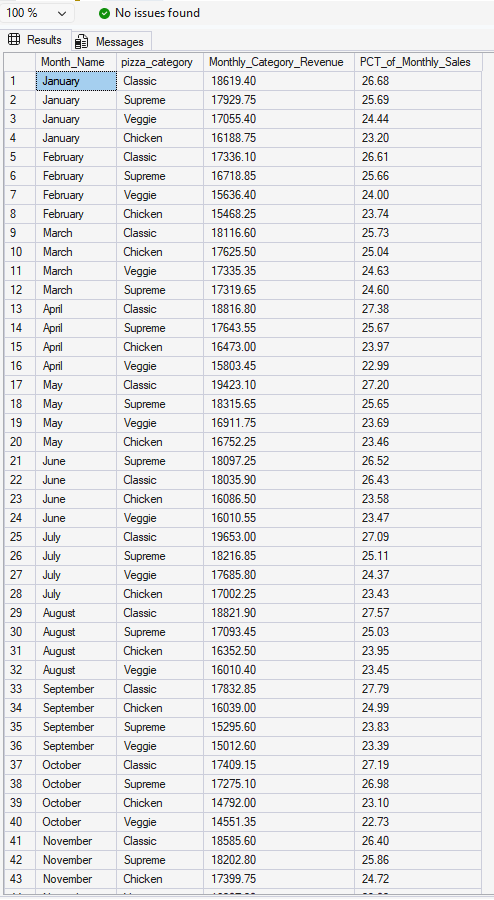 100 % No issues found
Results Messages
Month_Name pizza_category Monthly_Category_Revenue PCT_of_Monthly_Sales
1 January Classic 18619.40 26.68
2 January Supreme 17929.75 25.69
3 January Veggie 17055.40 24.44
4 January Chicken 16188.75 23.20
5 February Classic 17336.10 26.61
6 February Supreme 16718.85 25.66
7 February Veggie 15636.40 24.00
8 February Chicken 15468.25 23.74
9 March Classic 18116.60 25.73
10 March Chicken 17625.50 25.04
11 March Veggie 17335.35 24.63
12 March Supreme 17319.65 24.60
13 April Classic 18816.80 27.38
14 April Supreme 17643.55 25.67
15 April Chicken 16473.00 23.97
16 April Veggie 15803.45 22.99
17 May Classic 19423.10 27.20
18 May Supreme 18315.65 25.65
19 May Veggie 16911.75 23.69
20 May Chicken 16752.25 23.46
21 June Supreme 18097.25 26.52
22 June Classic 18035.90 26.43
23 June Chicken 16086.50 23.58
24 June Veggie 16010.55 23.47
25 July Classic 19653.00 27.09
26 July Supreme 18216.85 25.11
27 July Veggie 17685.80 24.37
28 July Chicken 17002.25 23.43
29 August Classic 18821.90 27.57
30 August Supreme 17093.45 25.03
31 August Chicken 16352.50 23.95
32 August Veggie 16010.40 23.45
33 September Classic 17832.85 27.79
34 September Chicken 16039.00 24.99
35 September Supreme 15295.60 23.83
36 September Veggie 15012.60 23.39
37 October Classic 17409.15 27.19
38 October Supreme 17275.10 26.98
39 October Chicken 14792.00 23.10
40 October Veggie 14551.35 22.73
41 November Classic 18585.60 26.40
42 November Supreme 18202.80 25.86
43 November Chicken 17399.75 24.72